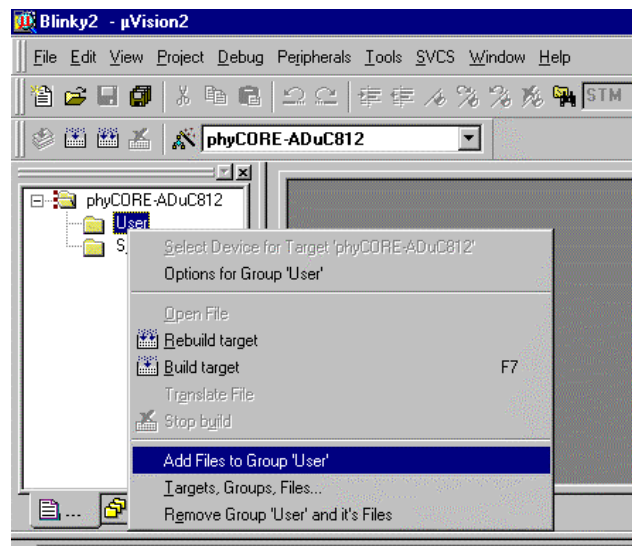 Blinky2 - µVision2
File Edit View Project Debug Peripherals Tools SVCS Window Help
STM
phyCORE-ADuC812
phyCORE-ADuC812
User
S
Select Device for Target 'phyCORE-ADuC812'
Options for Group 'User'
Open File
Rebuild target
Build target F7
Translate File
Stop build
Add Files to Group 'User'
Targets, Groups, Files...
Remove Group 'User' and it's Files
...